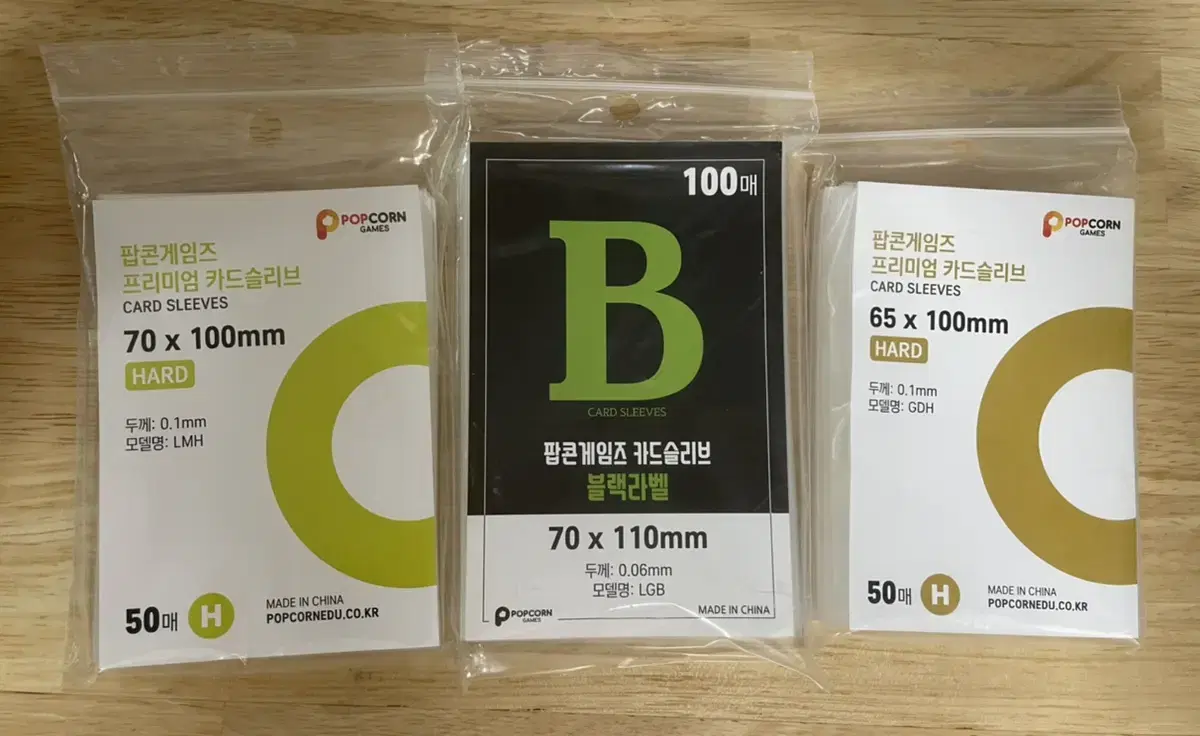 POPCORN
GAMES
팝콘게임즈
프리미엄 카드슬리브
CARD SLEEVES
70 x 100mm
HARD
두께: 0.1mm
모델명: LMH
50매 H
MADE IN CHINA
POPCORNEDU.CO.KR
100매
B
CARD SLEEVES
팝콘게임즈 카드슬리브
블랙라벨
70 x 110mm
두께: 0.06mm
모델명: LGB
POPCORN
GAMES
MADE IN CHINA
POPCORN
GAMES
팝콘게임즈
프리미엄 카드슬리브
CARD SLEEVES
65 x 100mm
HARD
두께: 0.1mm
모델명: GDH
50매 H
MADE IN CHINA
POPCORNEDU.CO.KR